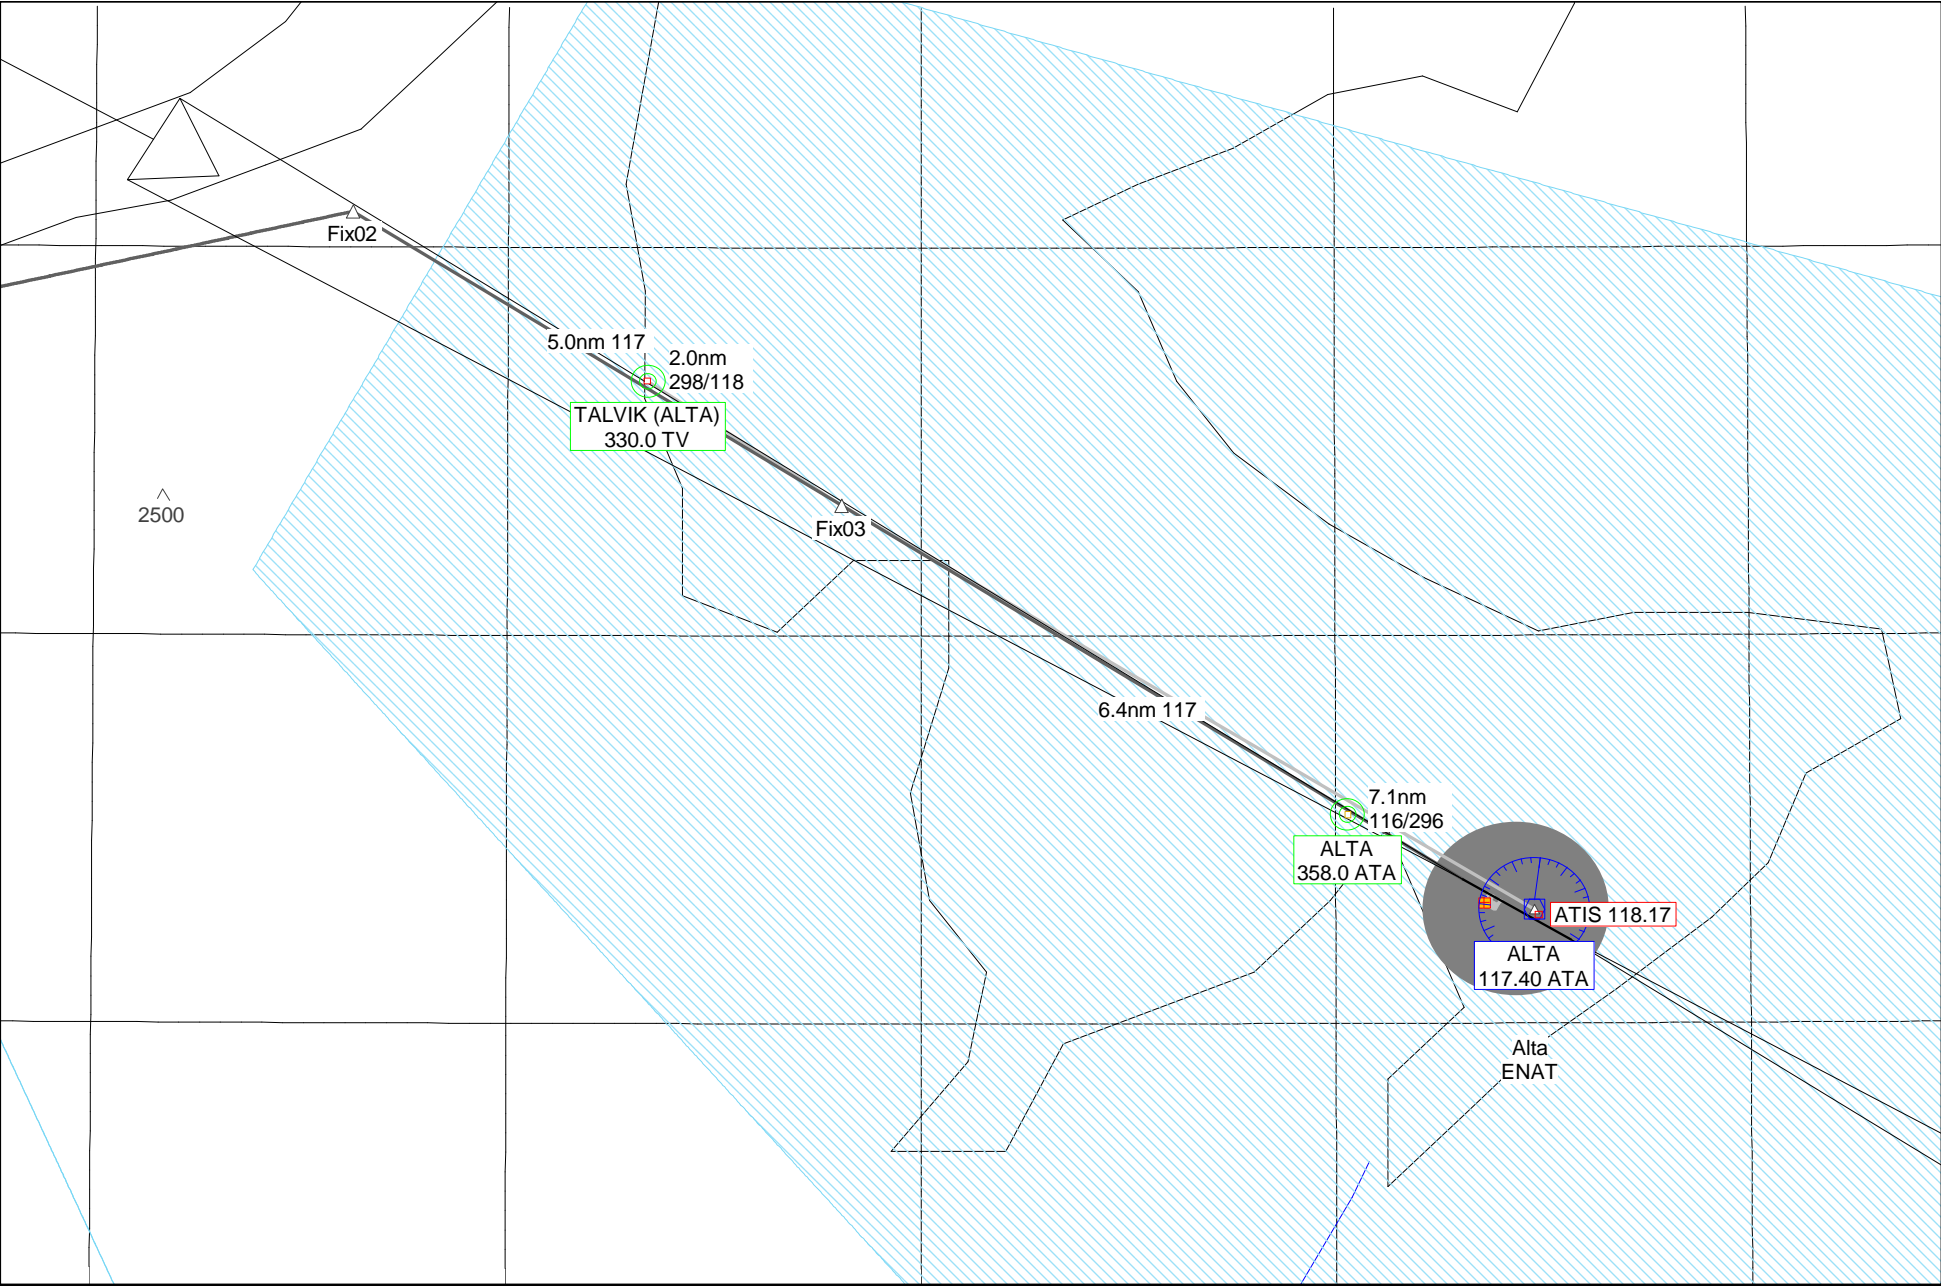 Fix02
5.0nm 117
2.0nm
298/118
TALVIK (ALTA)
330.0 TV
2500
Fix03
6.4nm 117
7.1nm
116/296
ALTA
358.0 ATA
ATIS 118.17
ALTA
117.40 ATA
Alta
ENAT